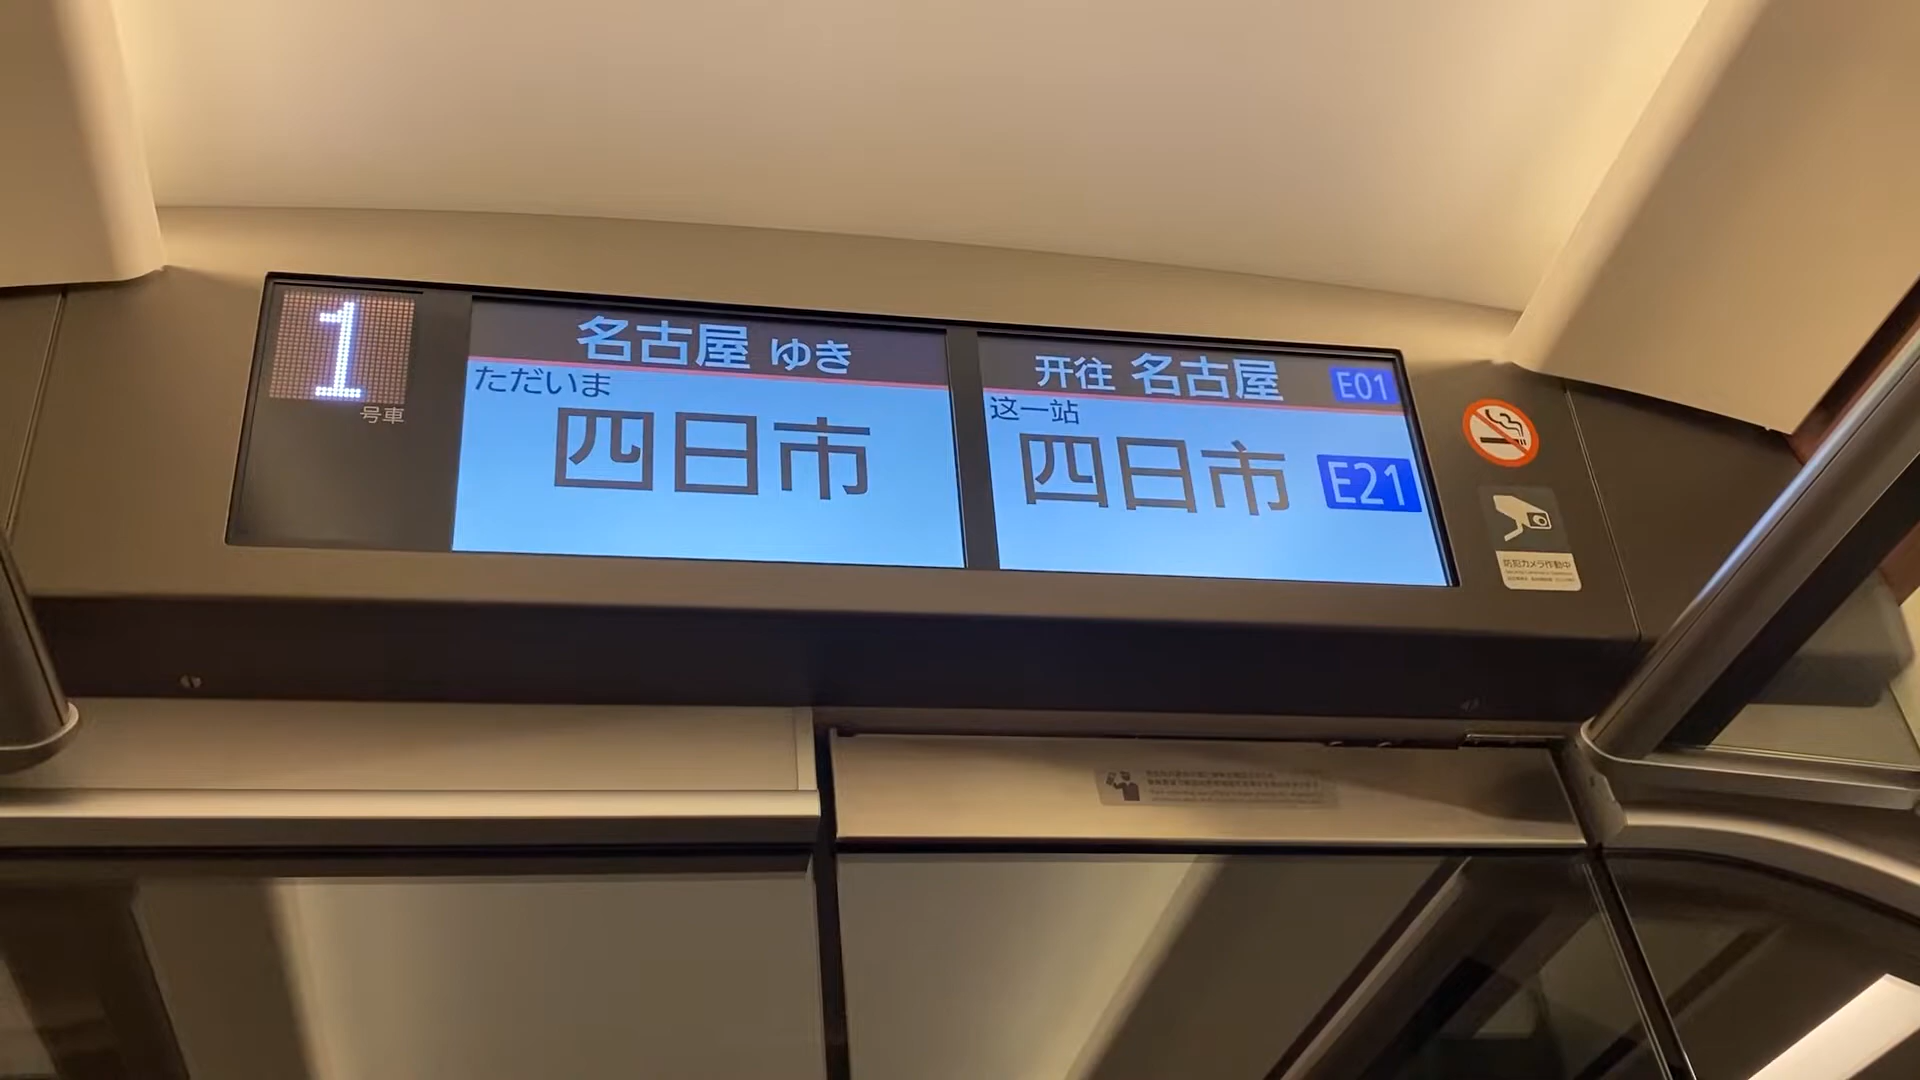 1
号車
名古屋 ゆき
ただいま
四日市
开往 名古屋 E01
这一站
四日市 E21
防犯カメラ作動中